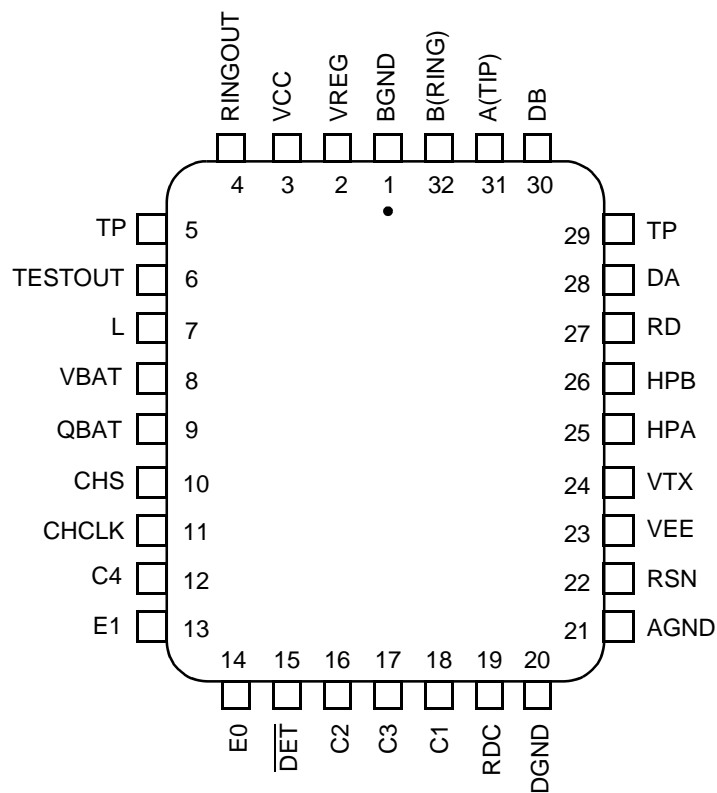 RINGOUT VCC VREG BGND B(RING) A(TIP) DB
4 3 2 1 32 31 30
TP 5 29 TP
TESTOUT 6 28 DA
L 7 27 RD
VBAT 8 26 HPB
QBAT 9 25 HPA
CHS 10 24 VTX
CHCLK 11 23 VEE
C4 12 22 RSN
E1 13 21 AGND
14 15 16 17 18 19 20
E0 D̅E̅T̅ C2 C3 C1 RDC DGND